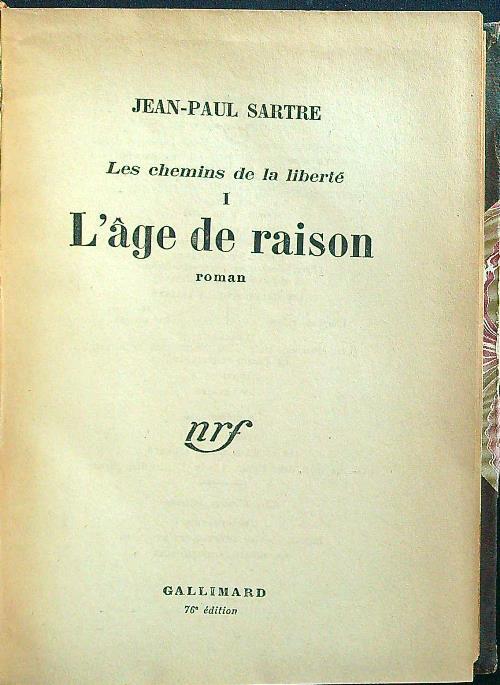 JEAN-PAUL SARTRE
Les chemins de la liberté
I
L'âge de raison
roman
nrf
GALLIMARD
76e édition